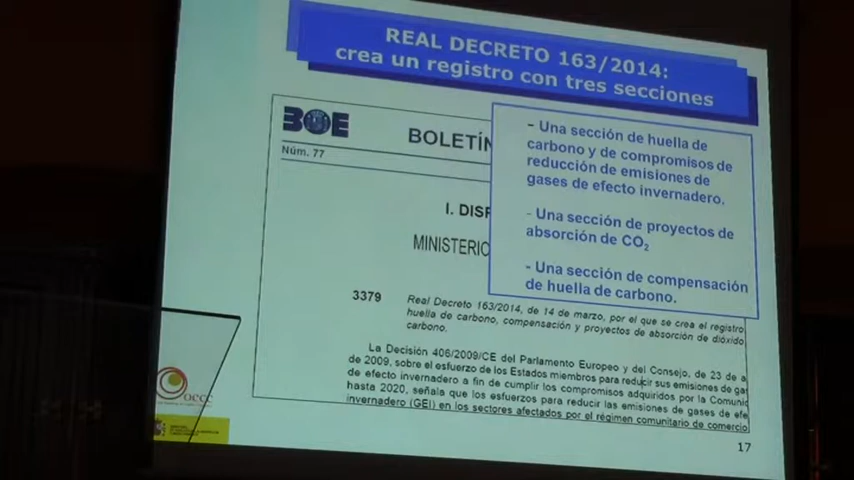 REAL DECRETO 163/2014:
crea un registro con tres secciones
BOE
BOLETÍN
Núm. 77
I. DISP
MINISTERIO
- Una sección de huella de
carbono y de compromisos de
reducción de emisiones de
gases de efecto invernadero.
- Una sección de proyectos de
absorción de CO2
- Una sección de compensación
de huella de carbono.
3379
Real Decreto 163/2014, de 14 de marzo, por el que se crea el registro
huella de carbono, compensación y proyectos de absorción de dióxido
carbono.
La Decisión 406/2009/CE del Parlamento Europeo y del Consejo, de 23 de a
de 2009, sobre el esfuerzo de los Estados miembros para reducir sus emisiones de ga
de efecto invernadero a fin de cumplir los compromisos adquiridos por la Comunid
hasta 2020, señala que los esfuerzos para reducir las emisiones de gases de efe
invernadero (GEI) en los sectores afectados por el régimen comunitario de comercio
oecc
17